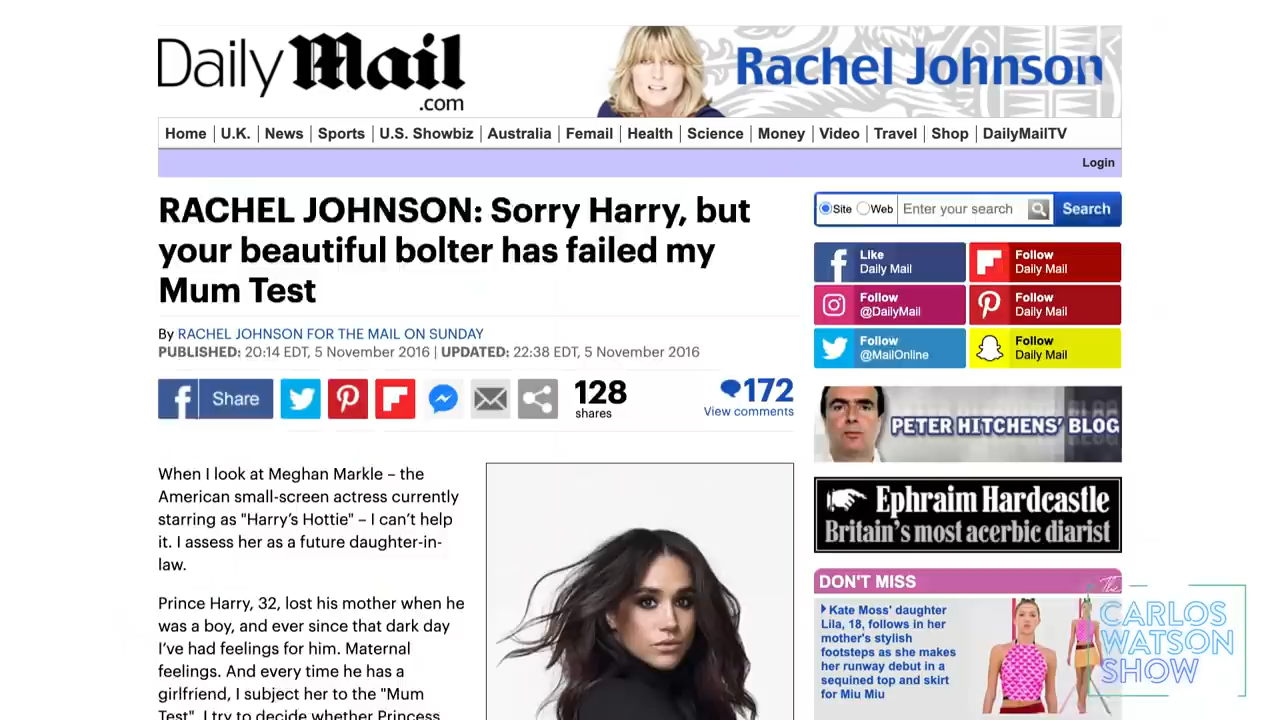 Daily Mail
.com
Rachel Johnson
Home U.K. News Sports U.S. Showbiz Australia Femail Health Science Money Video Travel Shop DailyMailTV
Login
RACHEL JOHNSON: Sorry Harry, but
your beautiful bolter has failed my
Mum Test
By RACHEL JOHNSON FOR THE MAIL ON SUNDAY
PUBLISHED: 20:14 EDT, 5 November 2016 | UPDATED: 22:38 EDT, 5 November 2016
Share
128
shares
172
View comments
When I look at Meghan Markle – the
American small-screen actress currently
starring as "Harry's Hottie" – I can't help
it. I assess her as a future daughter-in-
law.
Prince Harry, 32, lost his mother when he
was a boy, and ever since that dark day
I've had feelings for him. Maternal
feelings. And every time he has a
girlfriend, I subject her to the "Mum
Test". I try to decide whether Princess
Site Web Enter your search Search
Like
Daily Mail
Follow
Daily Mail
Follow
@DailyMail
Follow
Daily Mail
Follow
@MailOnline
Follow
Daily Mail
PETER HITCHENS' BLOG
Ephraim Hardcastle
Britain's most acerbic diarist
DON'T MISS
The
Kate Moss' daughter
Lila, 18, follows in her
mother's stylish
footsteps as she makes
her runway debut in a
sequined top and skirt
for Miu Miu
CARLOS
WATSON
SHOW